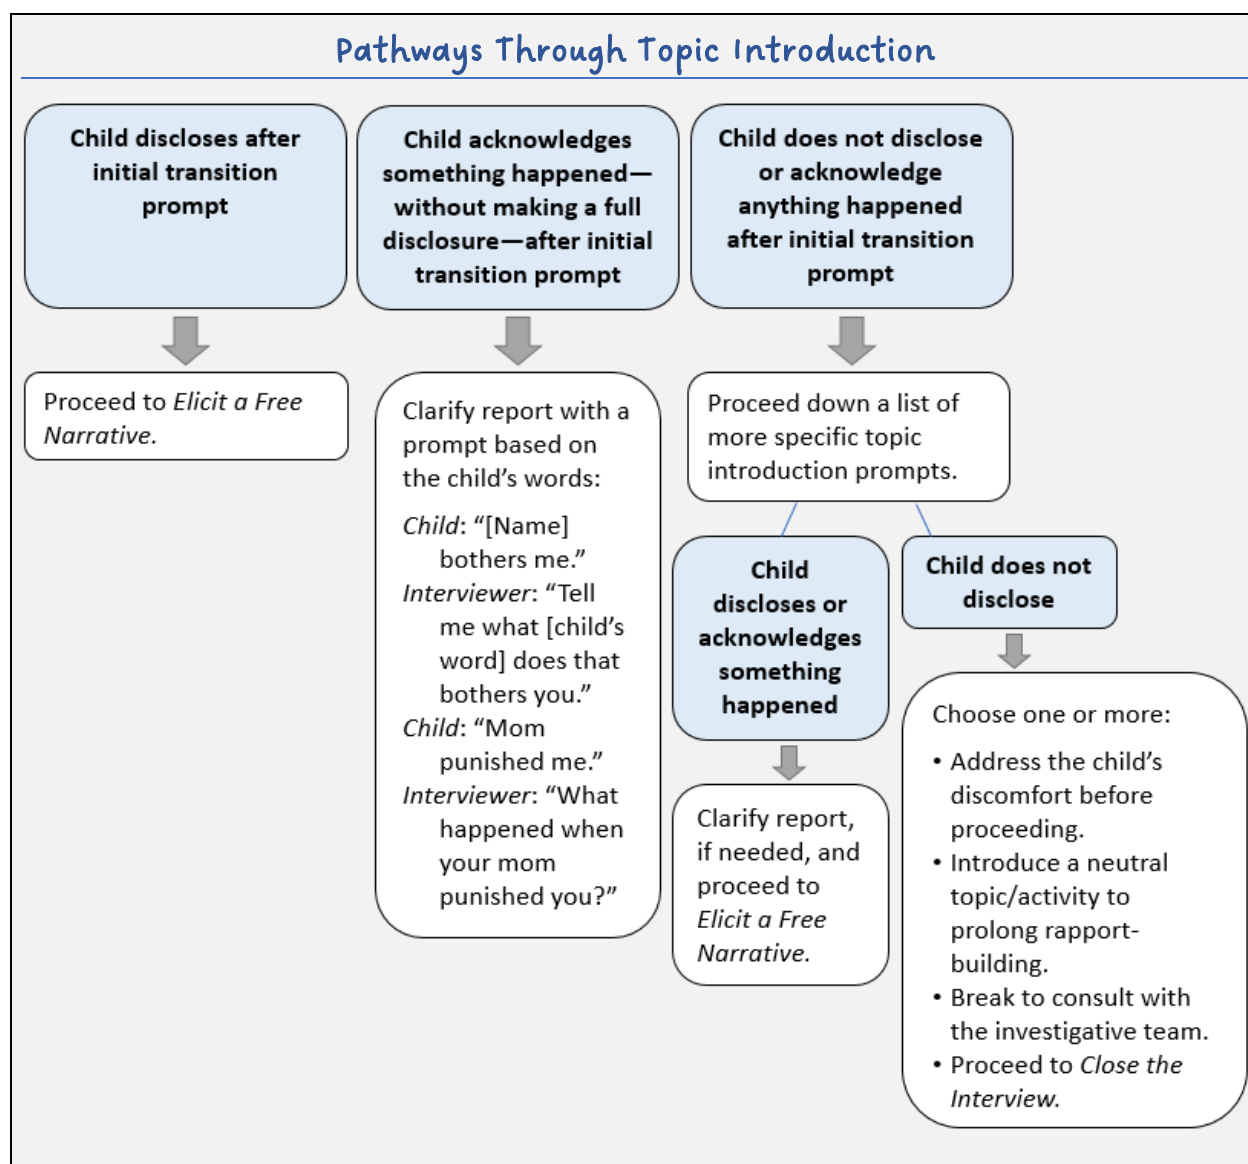 Pathways Through Topic Introduction
Child discloses after
initial transition
prompt
Proceed to Elicit a Free
Narrative.
Child acknowledges
something happened—
without making a full
disclosure—after initial
transition prompt
Clarify report with a
prompt based on
the child’s words:
Child: “[Name]
bothers me.”
Interviewer: “Tell
me what [child’s
word] does that
bothers you.”
Child: “Mom
punished me.”
Interviewer: “What
happened when
your mom
punished you?”
Child does not disclose
or acknowledge
anything happened
after initial transition
prompt
Proceed down a list of
more specific topic
introduction prompts.
Child
discloses or
acknowledges
something
happened
Clarify report,
if needed, and
proceed to
Elicit a Free
Narrative.
Child does not
disclose
Choose one or more:
• Address the child’s
discomfort before
proceeding.
• Introduce a neutral
topic/activity to
prolong rapport-
building.
• Break to consult with
the investigative team.
• Proceed to Close the
Interview.